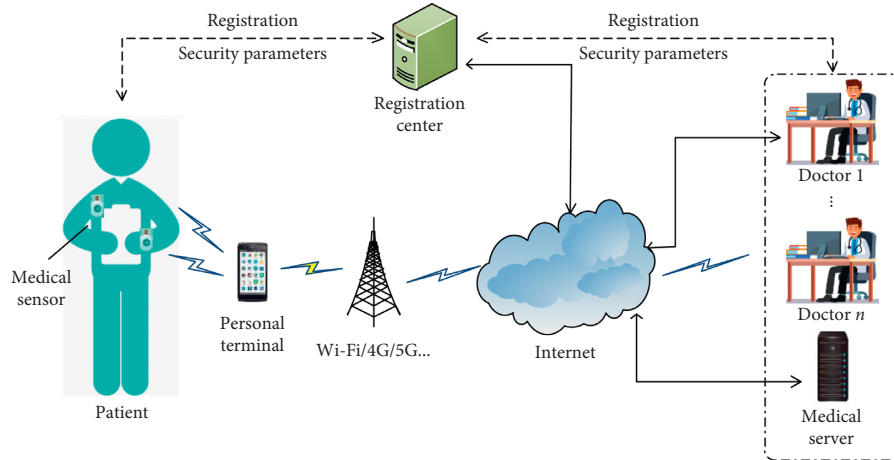 Registration
Security parameters
Registration
center
Registration
Security parameters
Doctor 1
...
Doctor n
Medical
server
Medical
sensor
Patient
Personal
terminal
Wi-Fi/4G/5G...
Internet